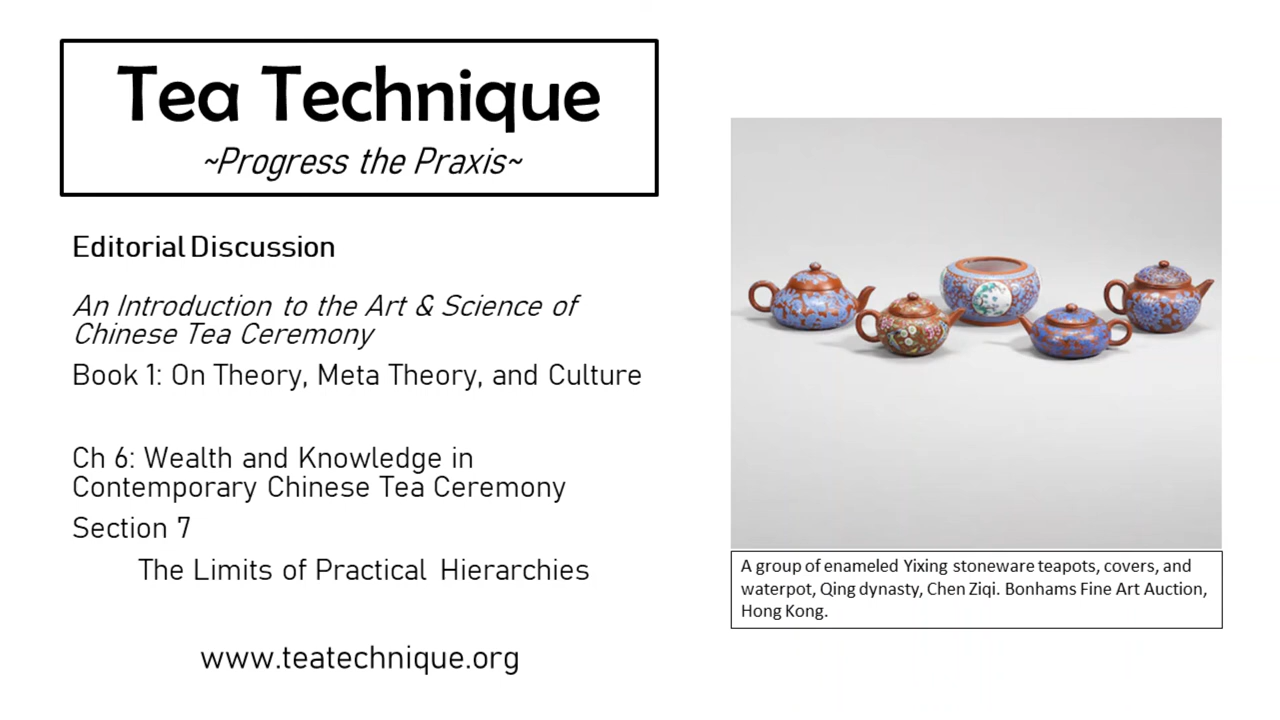 Tea Technique
~Progress the Praxis~
Editorial Discussion
An Introduction to the Art & Science of
Chinese Tea Ceremony
Book 1: On Theory, Meta Theory, and Culture
Ch 6: Wealth and Knowledge in
Contemporary Chinese Tea Ceremony
Section 7
The Limits of Practical Hierarchies
www.teatechnique.org
A group of enameled Yixing stoneware teapots, covers, and
waterpot, Qing dynasty, Chen Ziqi. Bonhams Fine Art Auction,
Hong Kong.